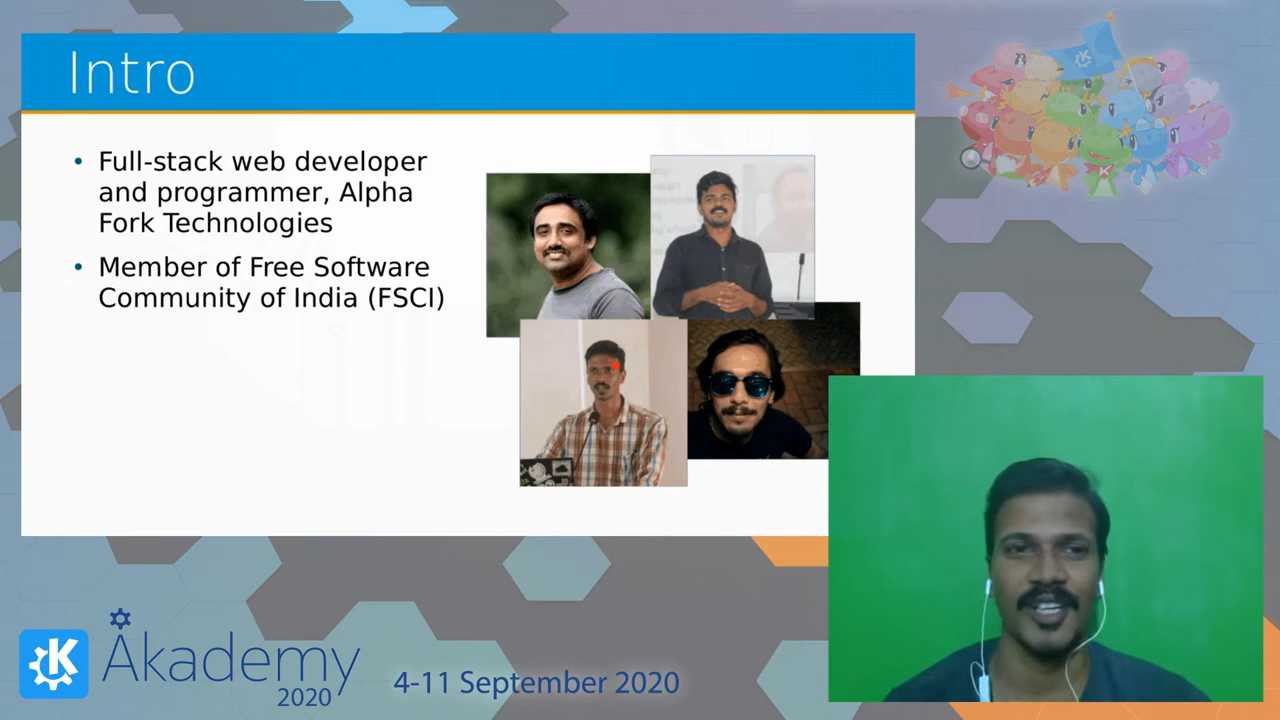 Intro
Full-stack web developer
and programmer, Alpha
Fork Technologies
Member of Free Software
Community of India (FSCI)
Akademy
2020
4-11 September 2020